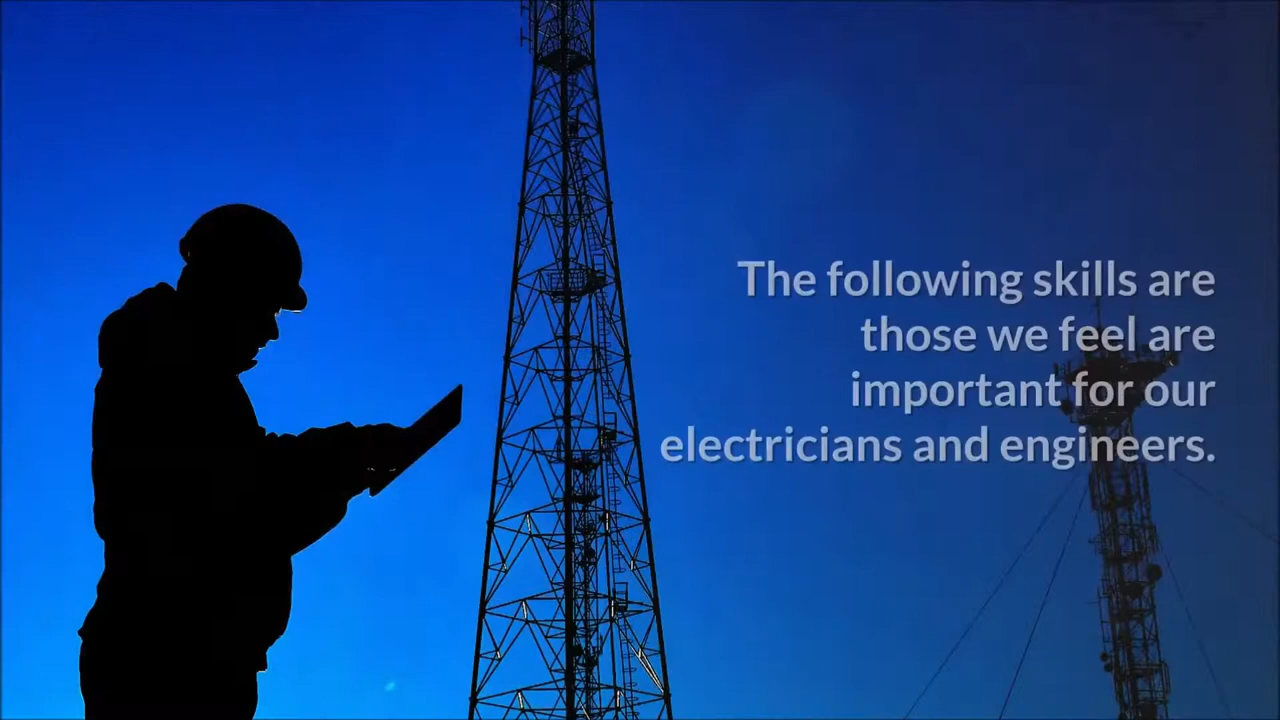 The following skills are
those we feel are
important for our
electricians and engineers.